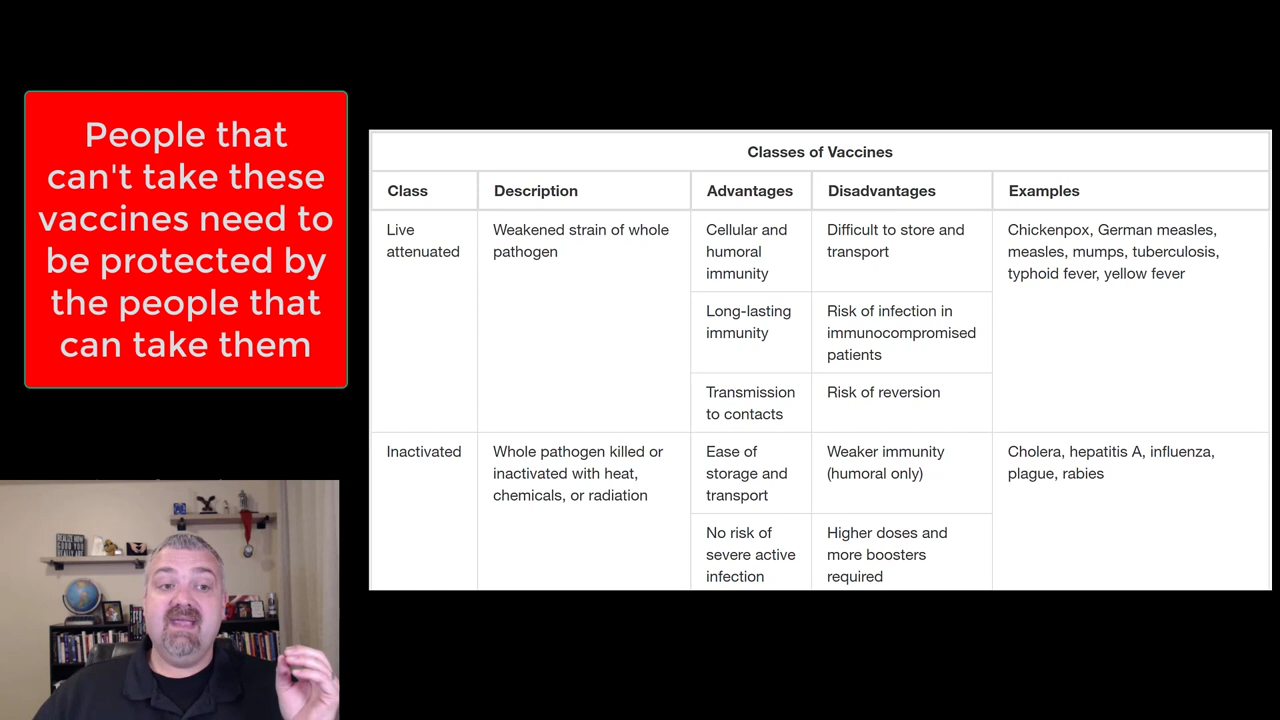 People that
can't take these
vaccines need to
be protected by
the people that
can take them
Classes of Vaccines
Class
Description
Advantages
Disadvantages
Examples
Live
attenuated
Weakened strain of whole
pathogen
Cellular and
humoral
immunity
Difficult to store and
transport
Chickenpox, German measles,
measles, mumps, tuberculosis,
typhoid fever, yellow fever
Long-lasting
immunity
Risk of infection in
immunocompromised
patients
Transmission
to contacts
Risk of reversion
Inactivated
Whole pathogen killed or
inactivated with heat,
chemicals, or radiation
Ease of
storage and
transport
Weaker immunity
(humoral only)
Cholera, hepatitis A, influenza,
plague, rabies
No risk of
severe active
infection
Higher doses and
more boosters
required